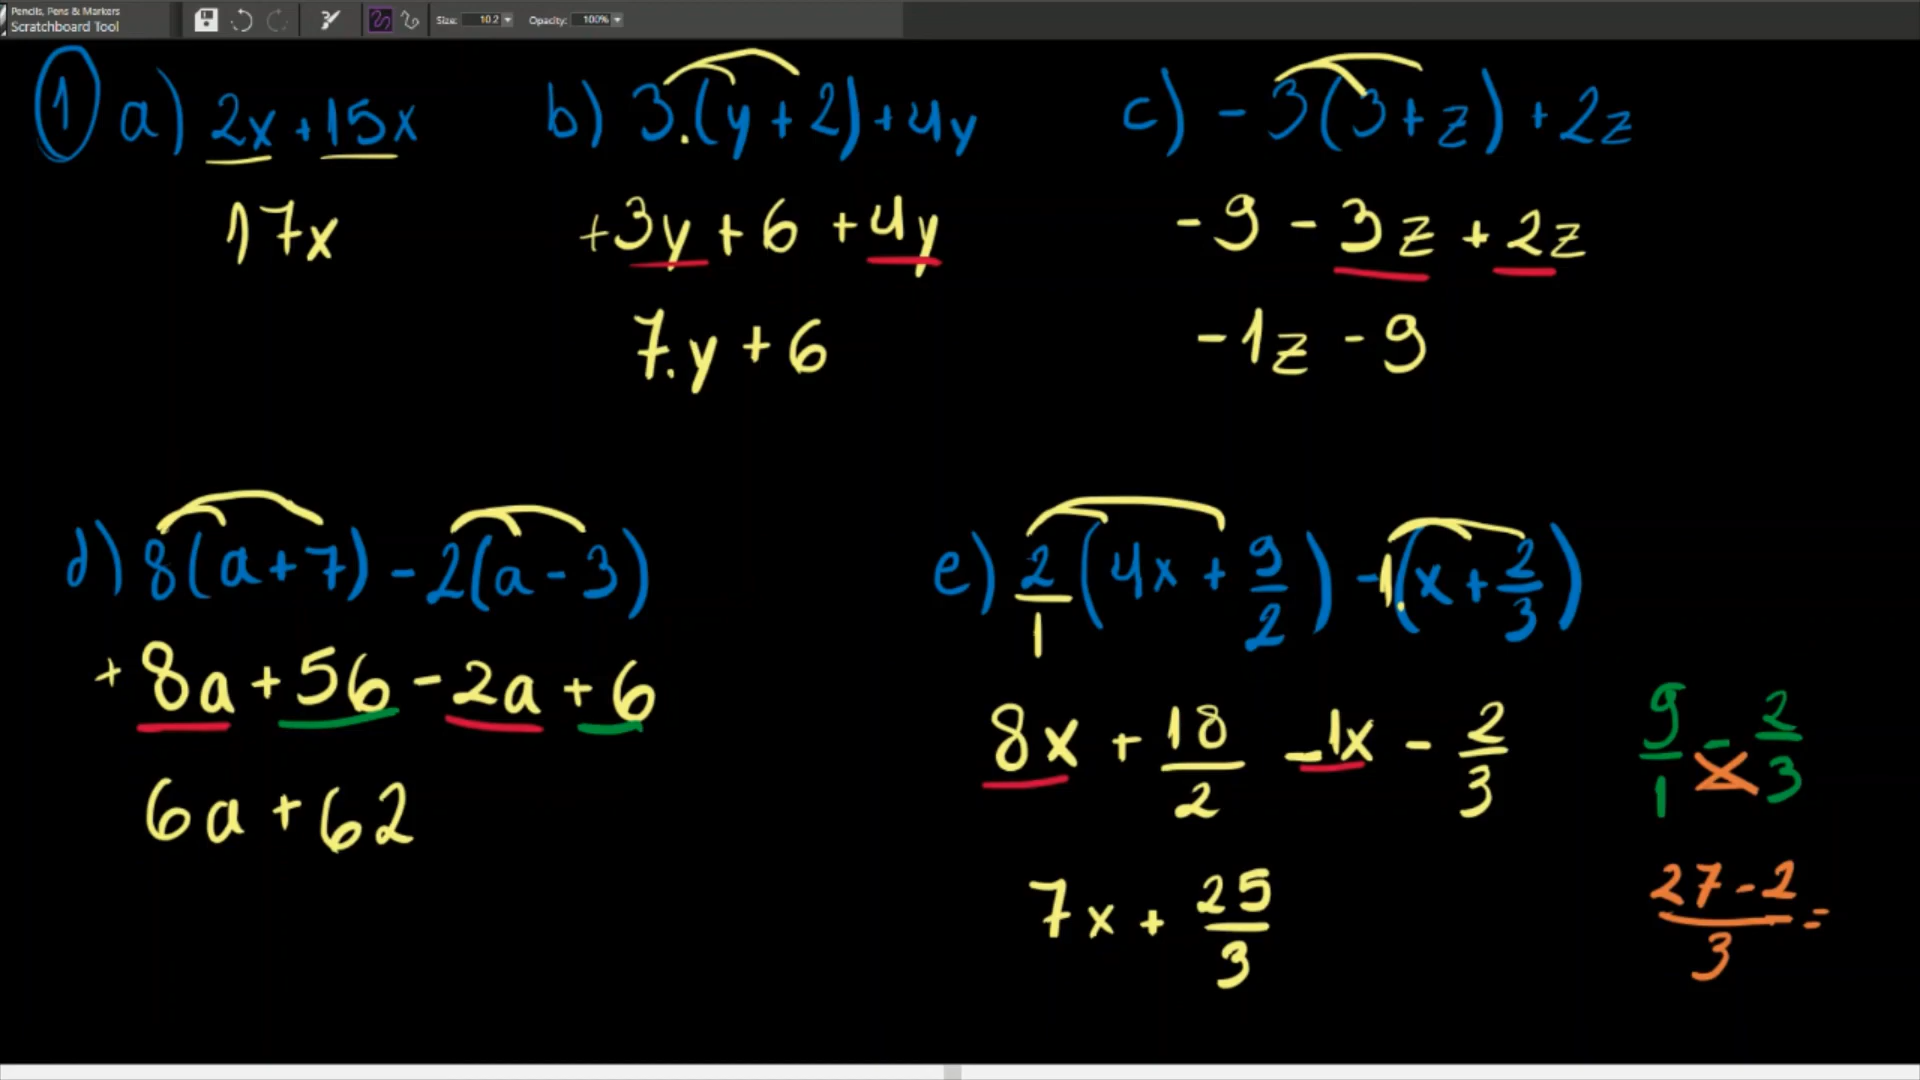 Pencils, Pens & Markers
Scratchboard Tool
Size: 10.2 Opacity: 100%
1 a) 2x+15x
17x
b) 3.(y+2)+4y
+3y+6+4y
7.y+6
c) -3(3+z)+2z
-9-3z+2z
-1z-9
d) 8(a+7)-2(a-3)
+8a+56-2a+6
6a+62
e) 2/1(4x+9/2)-1.(x+2/3)
8x+18/2-1x-2/3
7x+25/3
9/1-2/3
27-2/3=